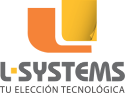 L-SYSTEMS
TU ELECCIÓN TECNOLÓGICA